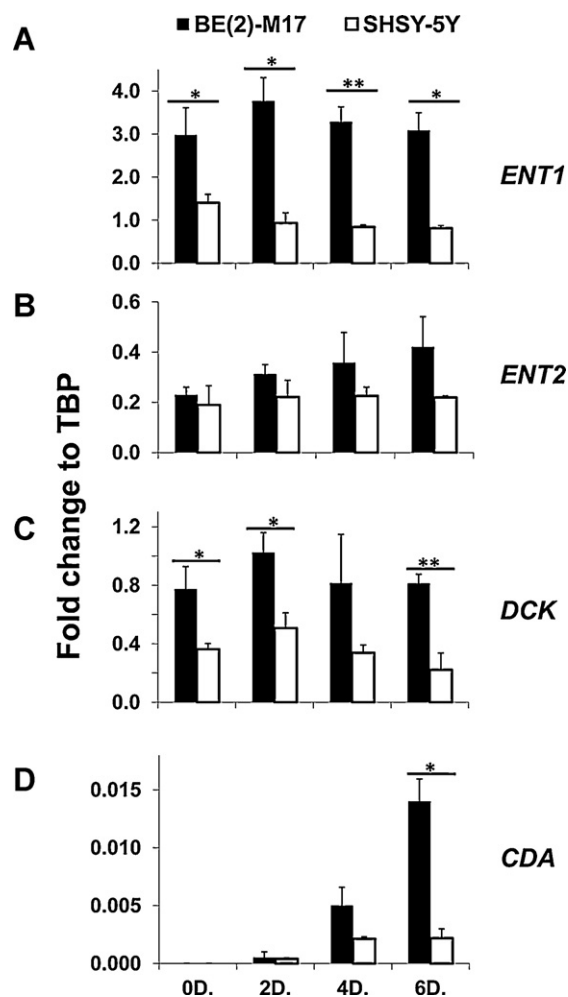 BE(2)-M17 SHSY-5Y
A
* * ** *
4.0
3.0
2.0
1.0
0.0
ENT1
B
0.6
0.4
0.2
0.0
ENT2
Fold change to TBP
C
* * **
1.2
0.8
0.4
0.0
DCK
D
*
0.015
0.010
0.005
0.000
CDA
0D. 2D. 4D. 6D.